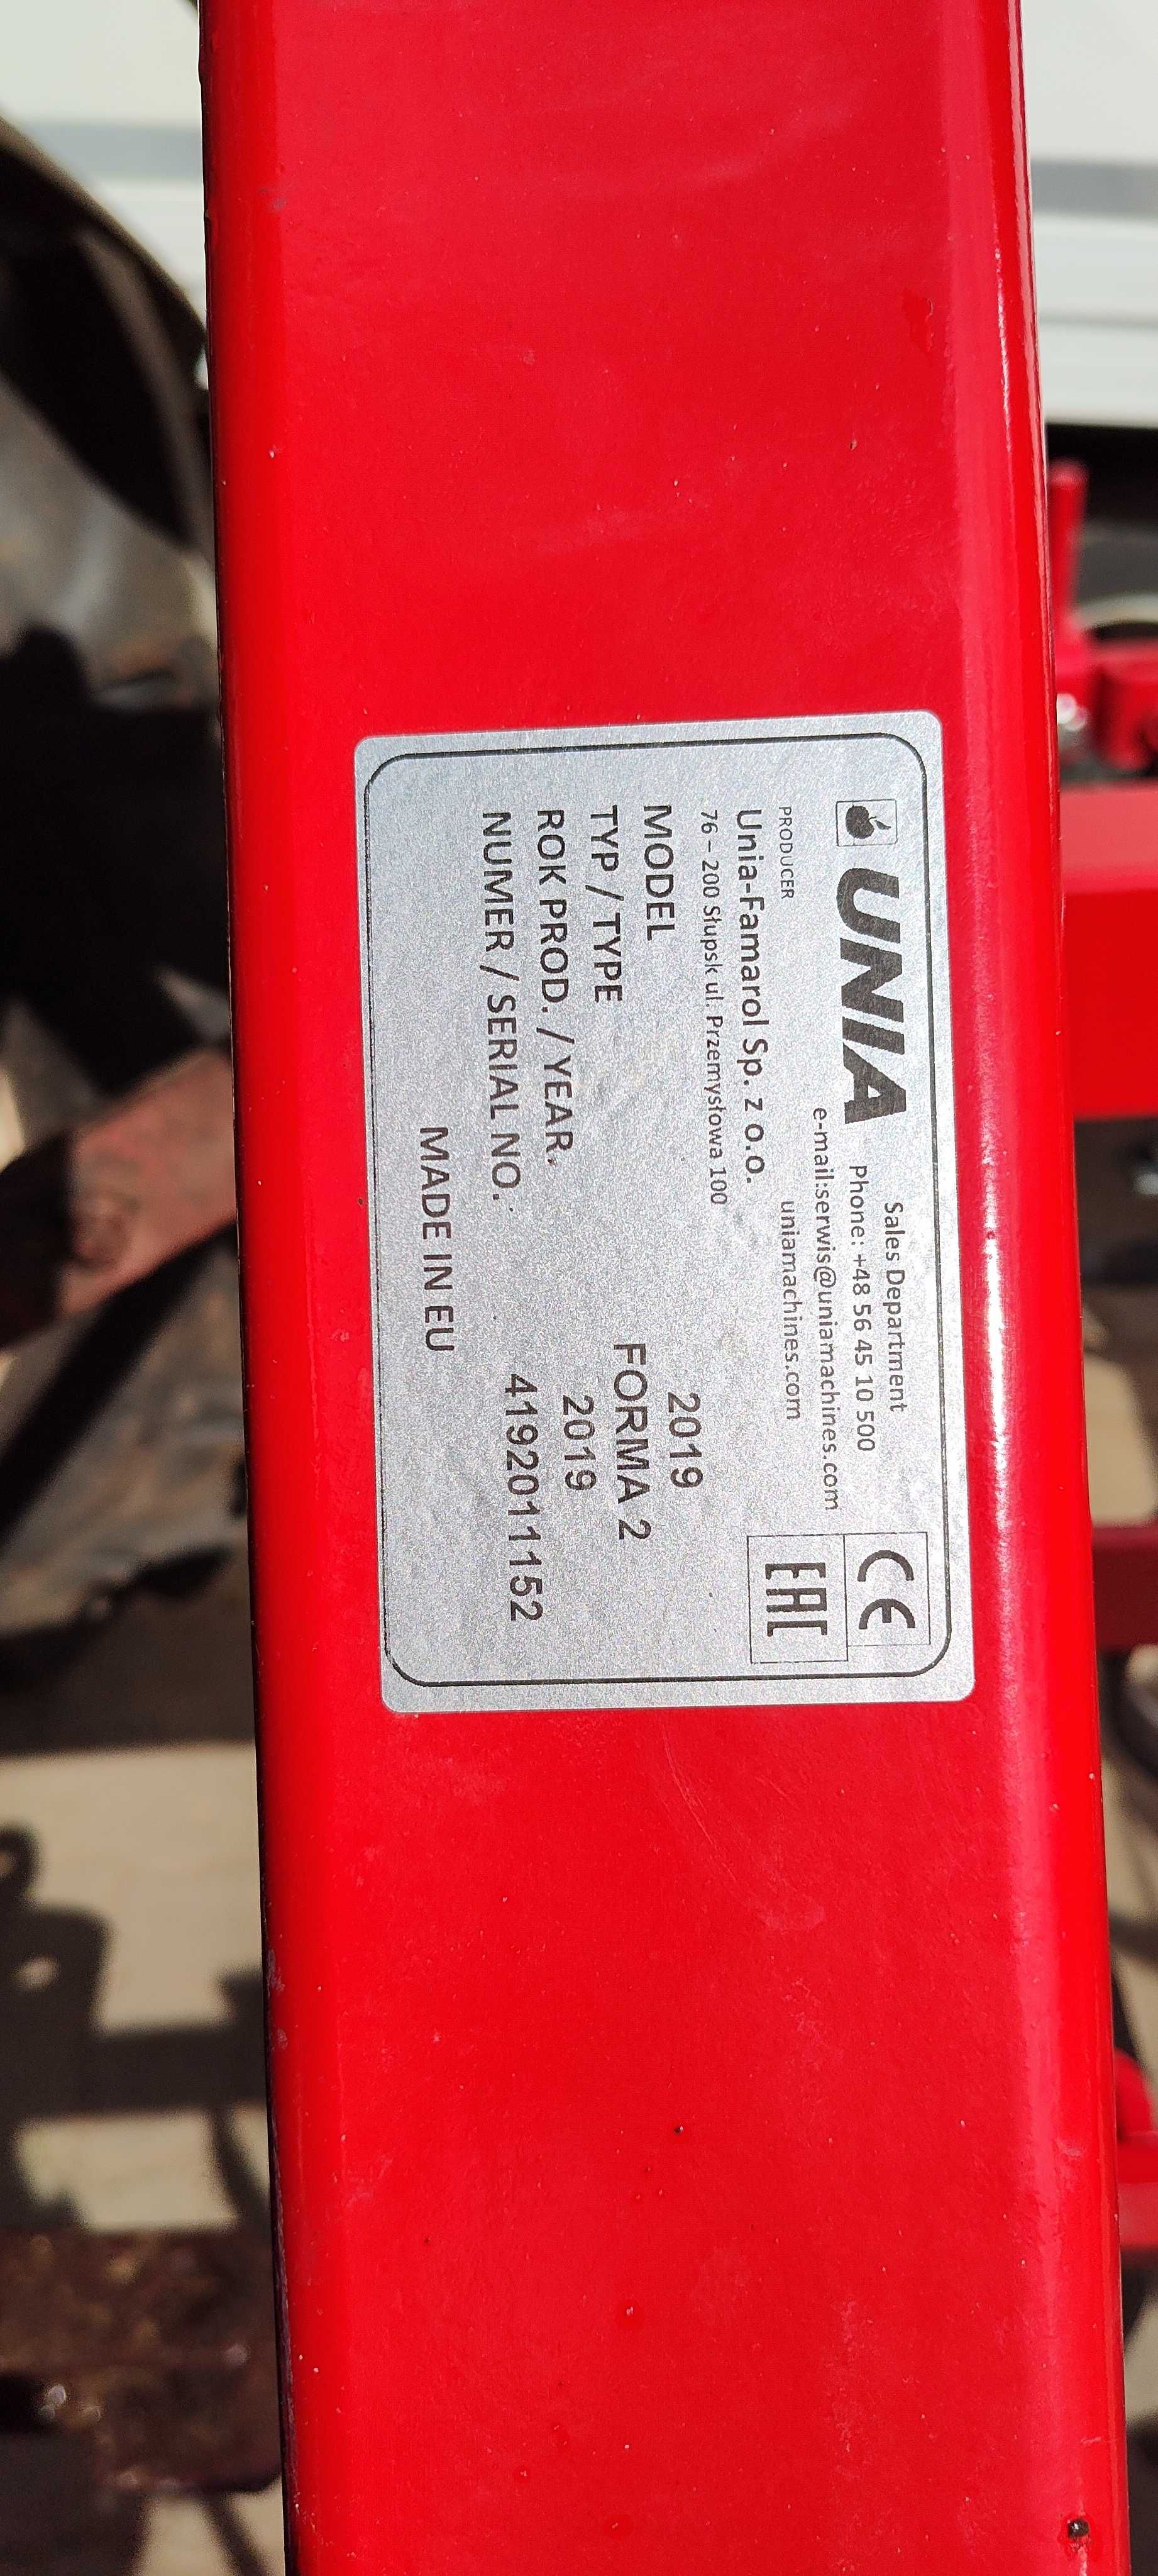 UNIA
Sales Department
Phone: +48 56 45 10 500
e-mail:serwis@uniamachines.com
uniamachines.com
CE
EAC
PRODUCER
Unia-Famarol Sp. z o.o.
76 – 200 Słupsk ul. Przemysłowa 100
MODEL 2019
TYP / TYPE FORMA 2
ROK PROD. / YEAR. 2019
NUMER / SERIAL NO. 419201152
MADE IN EU